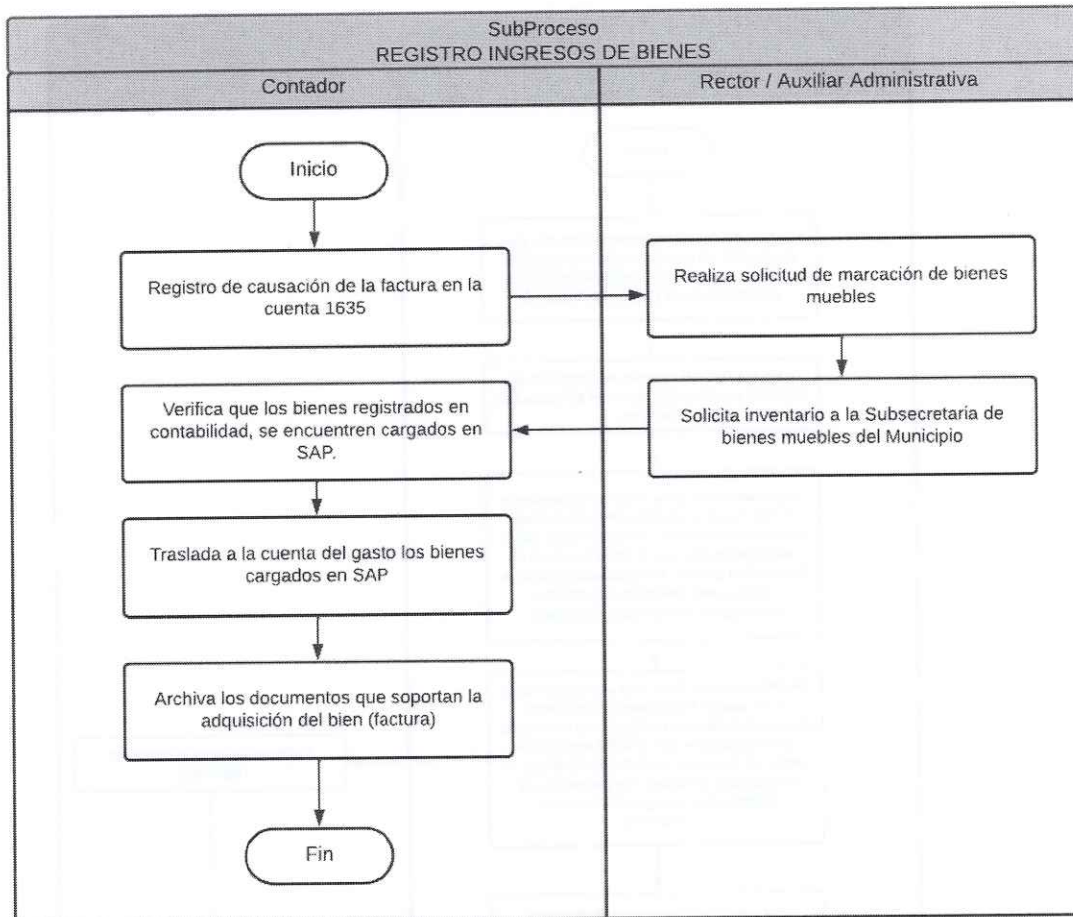 SubProceso
REGISTRO INGRESOS DE BIENES
Contador
Rector / Auxiliar Administrativa
Inicio
Registro de causación de la factura en la
cuenta 1635
Realiza solicitud de marcación de bienes
muebles
Solicita inventario a la Subsecretaria de
bienes muebles del Municipio
Verifica que los bienes registrados en
contabilidad, se encuentren cargados en
SAP.
Traslada a la cuenta del gasto los bienes
cargados en SAP
Archiva los documentos que soportan la
adquisición del bien (factura)
Fin